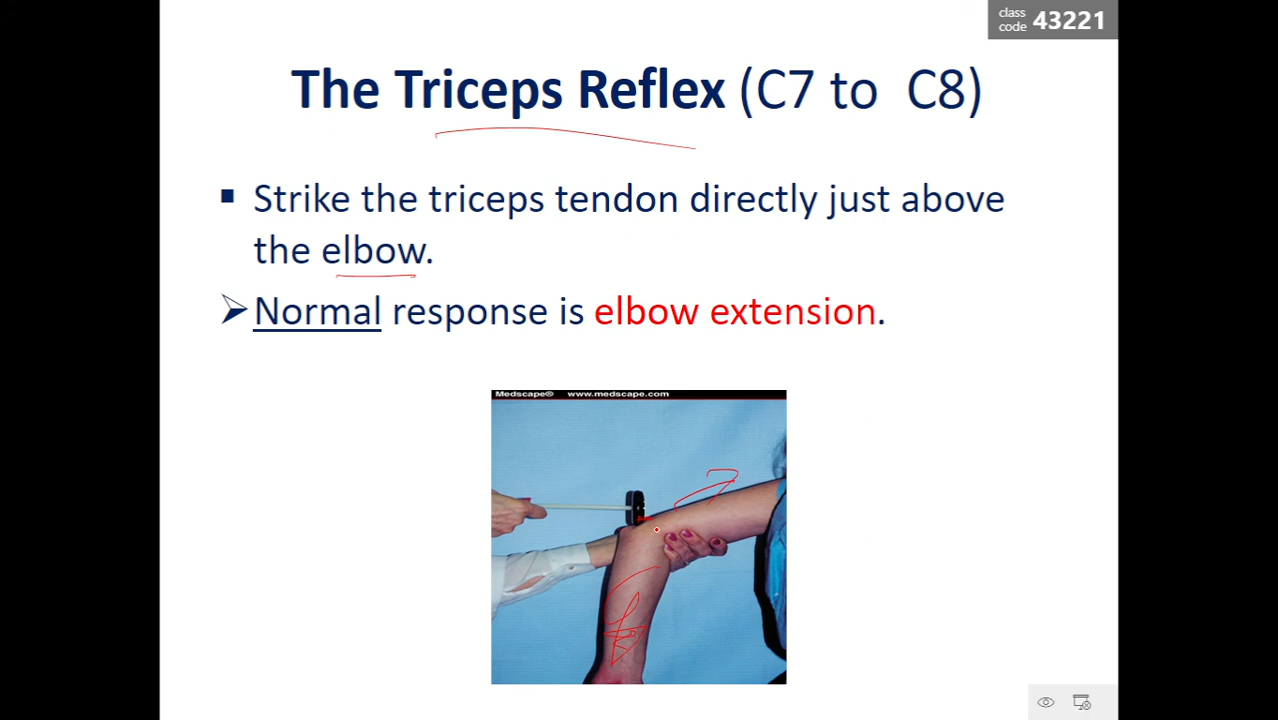 class
code 43221
The Triceps Reflex (C7 to C8)
Strike the triceps tendon directly just above
the elbow.
Normal response is elbow extension.
Medscape® www.medscape.com